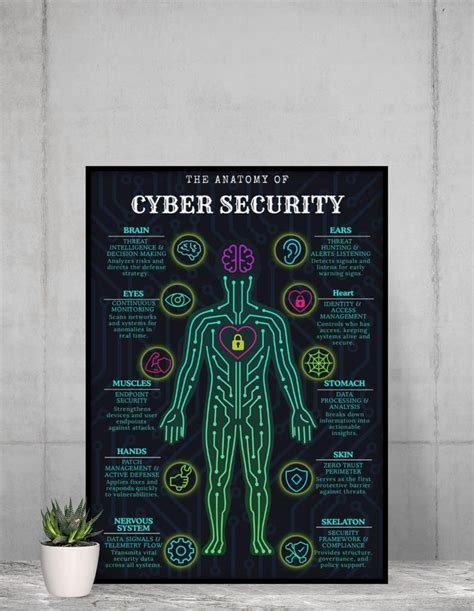 THE ANATOMY OF
CYBER SECURITY
BRAIN
THREAT
INTELLIGENCE &
DECISION MAKING
Analyzes risks and
directs the defense
strategy.
EYES
CONTINUOUS
MONITORING
Scans networks
and systems for
anomalies in
real time.
MUSCLES
ENDPOINT
SECURITY
Strengthens
devices and user
endpoints
against attacks.
HANDS
PATCH
MANAGEMENT &
ACTIVE DEFENSE
Applies fixes and
responds quickly
to vulnerabilities.
NERVOUS
SYSTEM
DATA SIGNALS &
TELEMETRY FLOW
Transmits vital
security data
across all systems.
EARS
THREAT
HUNTING &
ALERTS LISTENING
Detects signals and
listens for early
warning signs.
Heart
IDENTITY &
ACCESS
MANAGEMENT
Controls who has
access, keeping
systems alive and
secure.
STOMACH
DATA
PROCESSING &
ANALYSIS
Breaks down
information into
actionable
insights.
SKIN
ZERO TRUST
PERIMETER
Serves as the first
protective barrier
against threats.
SKELATON
SECURITY
FRAMEWORK &
COMPLIANCE
Provides structure,
governance, and
policy support.